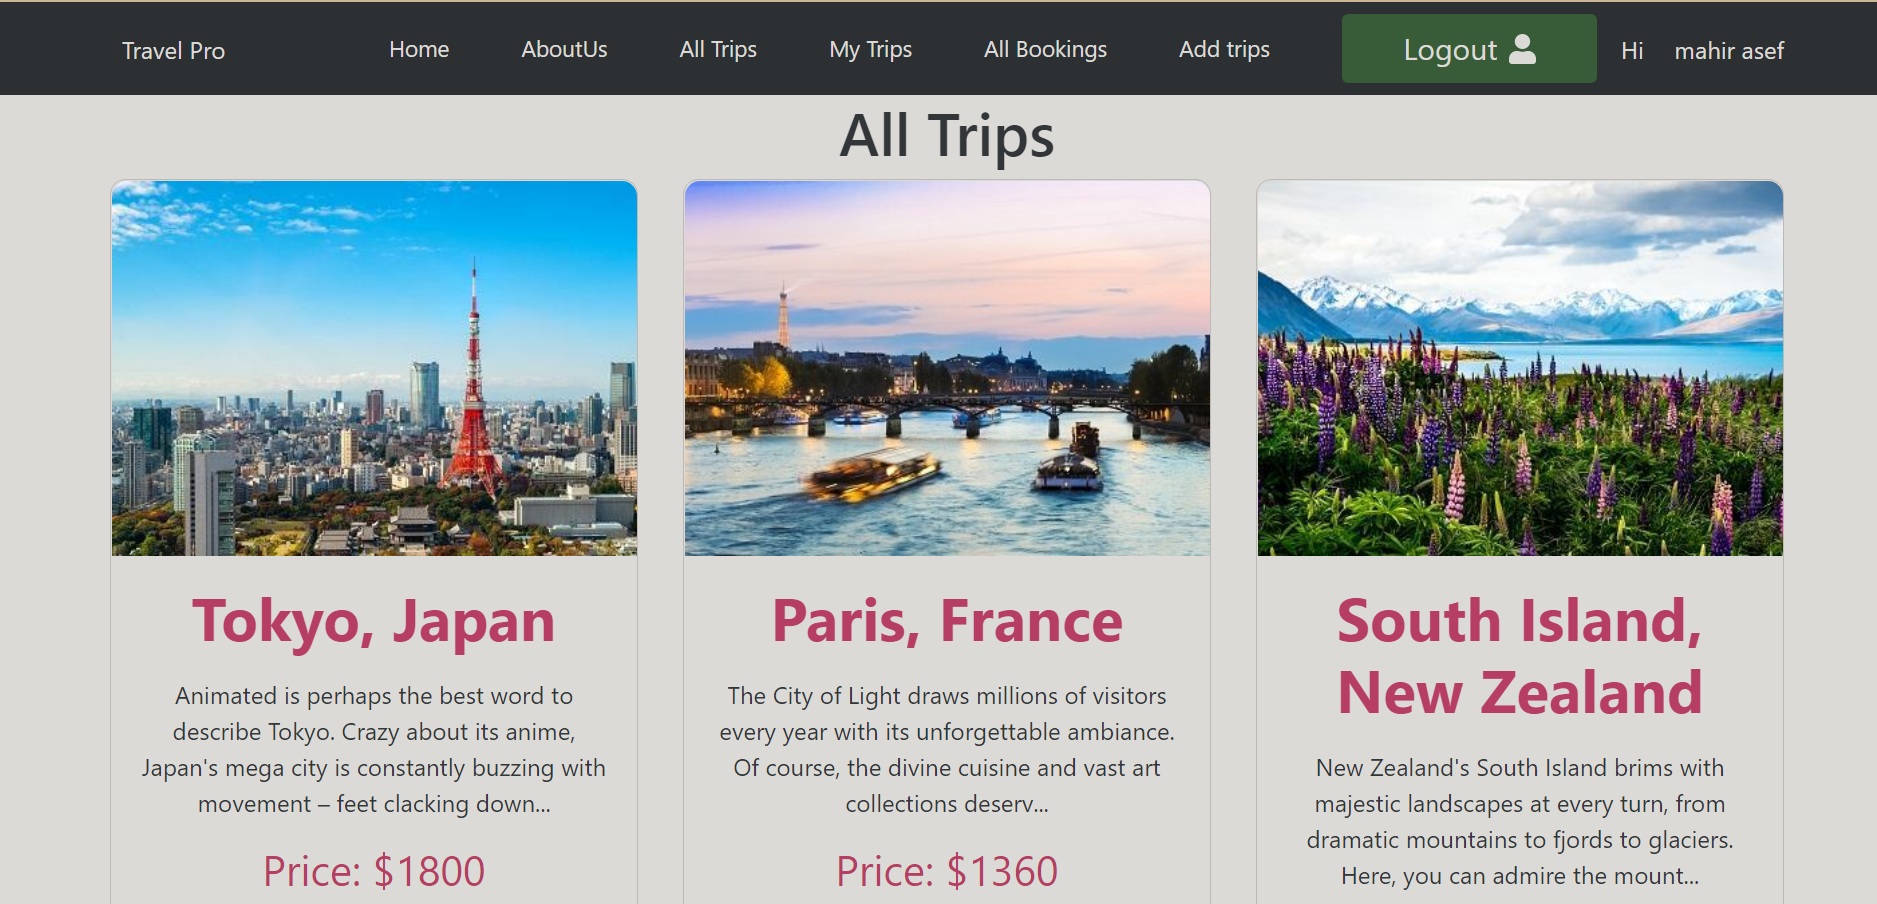 Travel Pro
Home
AboutUs
All Trips
My Trips
All Bookings
Add trips
Logout
Hi
mahir asef
All Trips
Tokyo, Japan
Animated is perhaps the best word to
describe Tokyo. Crazy about its anime,
Japan's mega city is constantly buzzing with
movement – feet clacking down...
Price: $1800
Paris, France
The City of Light draws millions of visitors
every year with its unforgettable ambiance.
Of course, the divine cuisine and vast art
collections deserv...
Price: $1360
South Island,
New Zealand
New Zealand's South Island brims with
majestic landscapes at every turn, from
dramatic mountains to fjords to glaciers.
Here, you can admire the mount...